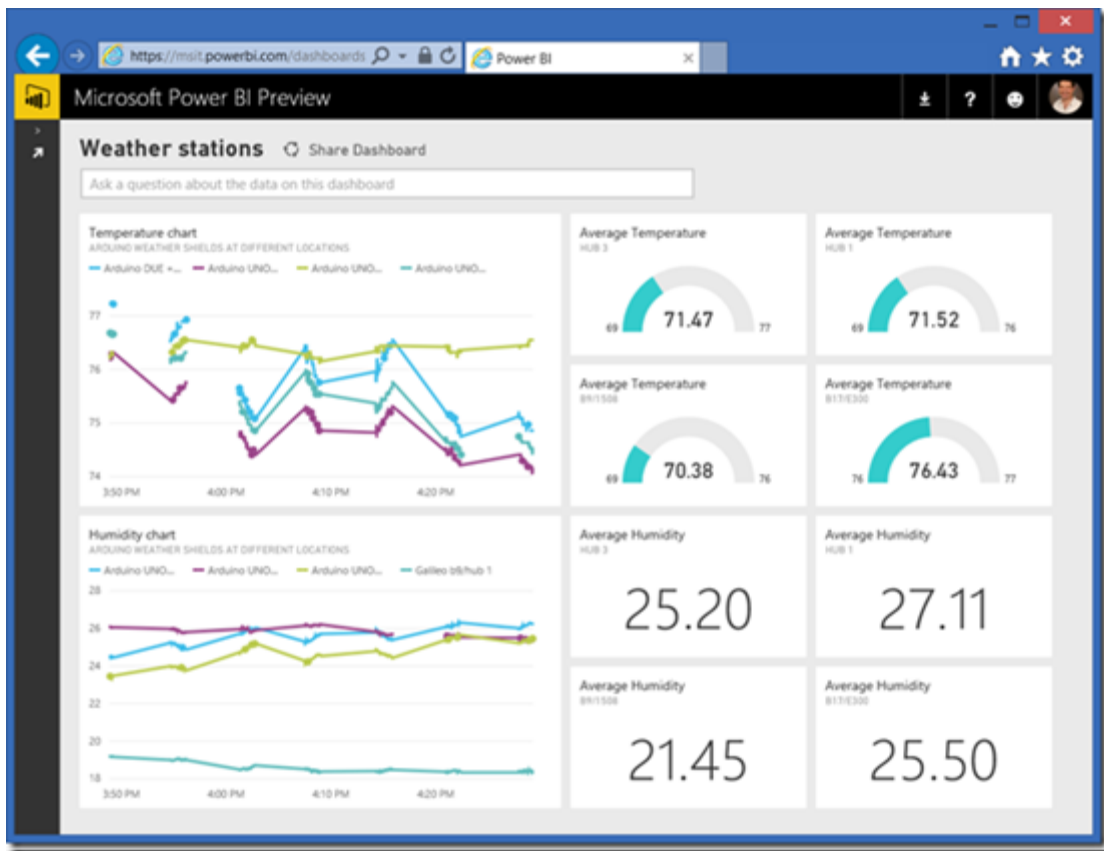 https://msit.powerbi.com/dashboards
Power BI
Microsoft Power BI Preview
?
Weather stations
Share Dashboard
Ask a question about the data on this dashboard
Temperature chart
ARDUINO WEATHER SHIELDS AT DIFFERENT LOCATIONS
Arduino DUE +... Arduino UNO... Arduino UNO... Arduino UNO...
77
76
75
74
3:50 PM 4:00 PM 4:10 PM 4:20 PM
Average Temperature
HUB 3
71.47
69 77
Average Temperature
HUB 1
71.52
69 76
Average Temperature
B9/1508
70.38
69 76
Average Temperature
B17/E300
76.43
76 77
Humidity chart
ARDUINO WEATHER SHIELDS AT DIFFERENT LOCATIONS
Arduino UNO... Arduino UNO... Arduino UNO... Galileo b9/hub 1
28
26
24
22
20
18
3:50 PM 4:00 PM 4:10 PM 4:20 PM
Average Humidity
HUB 3
25.20
Average Humidity
HUB 1
27.11
Average Humidity
B9/1508
21.45
Average Humidity
B17/E300
25.50